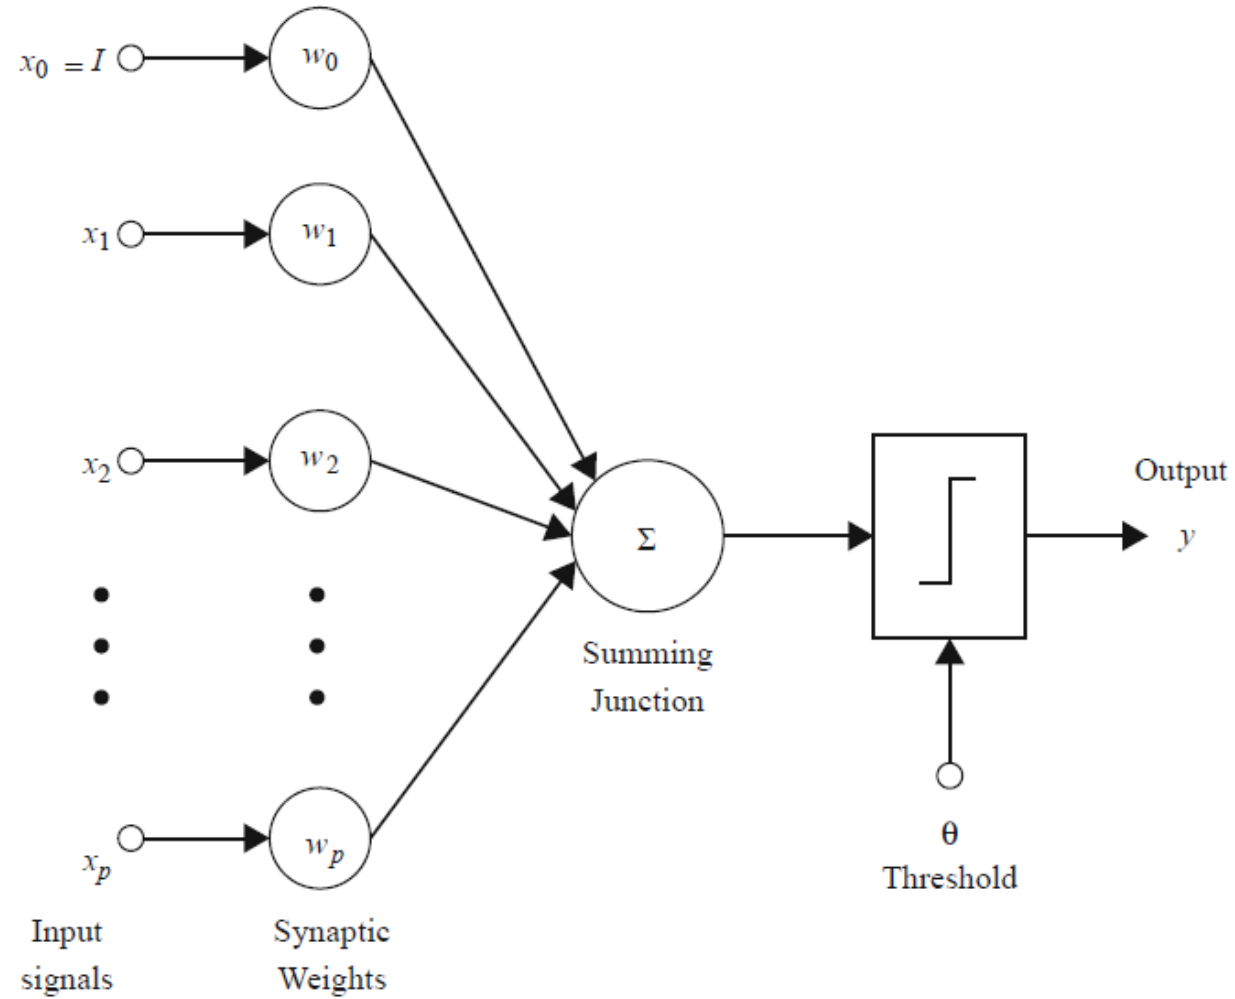 x0 = I
w0
x1
w1
x2
w2
Σ
Output
y
Summing
Junction
xp
wp
θ
Threshold
Input
signals
Synaptic
Weights